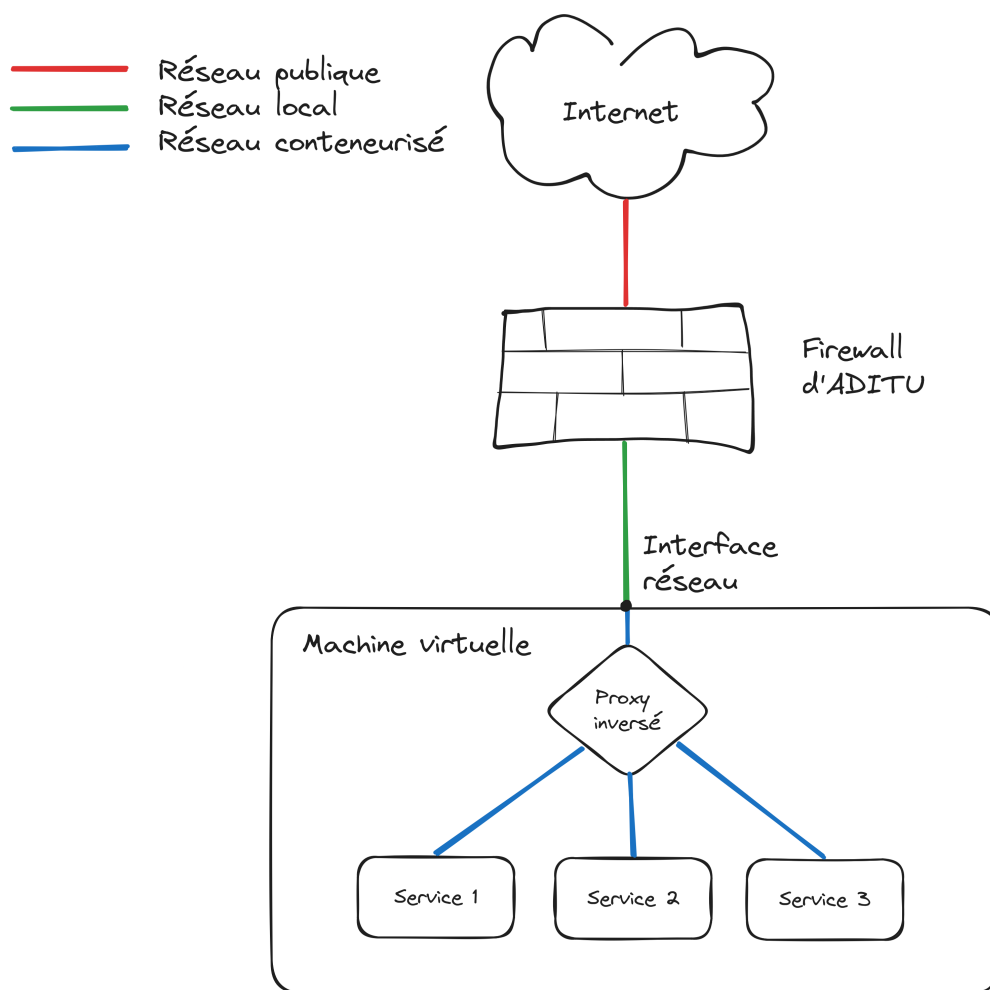 Réseau publique
Réseau local
Réseau conteneurisé
Internet
Firewall
d'ADITU
Interface
réseau
Machine virtuelle
Proxy
inversé
Service 1
Service 2
Service 3